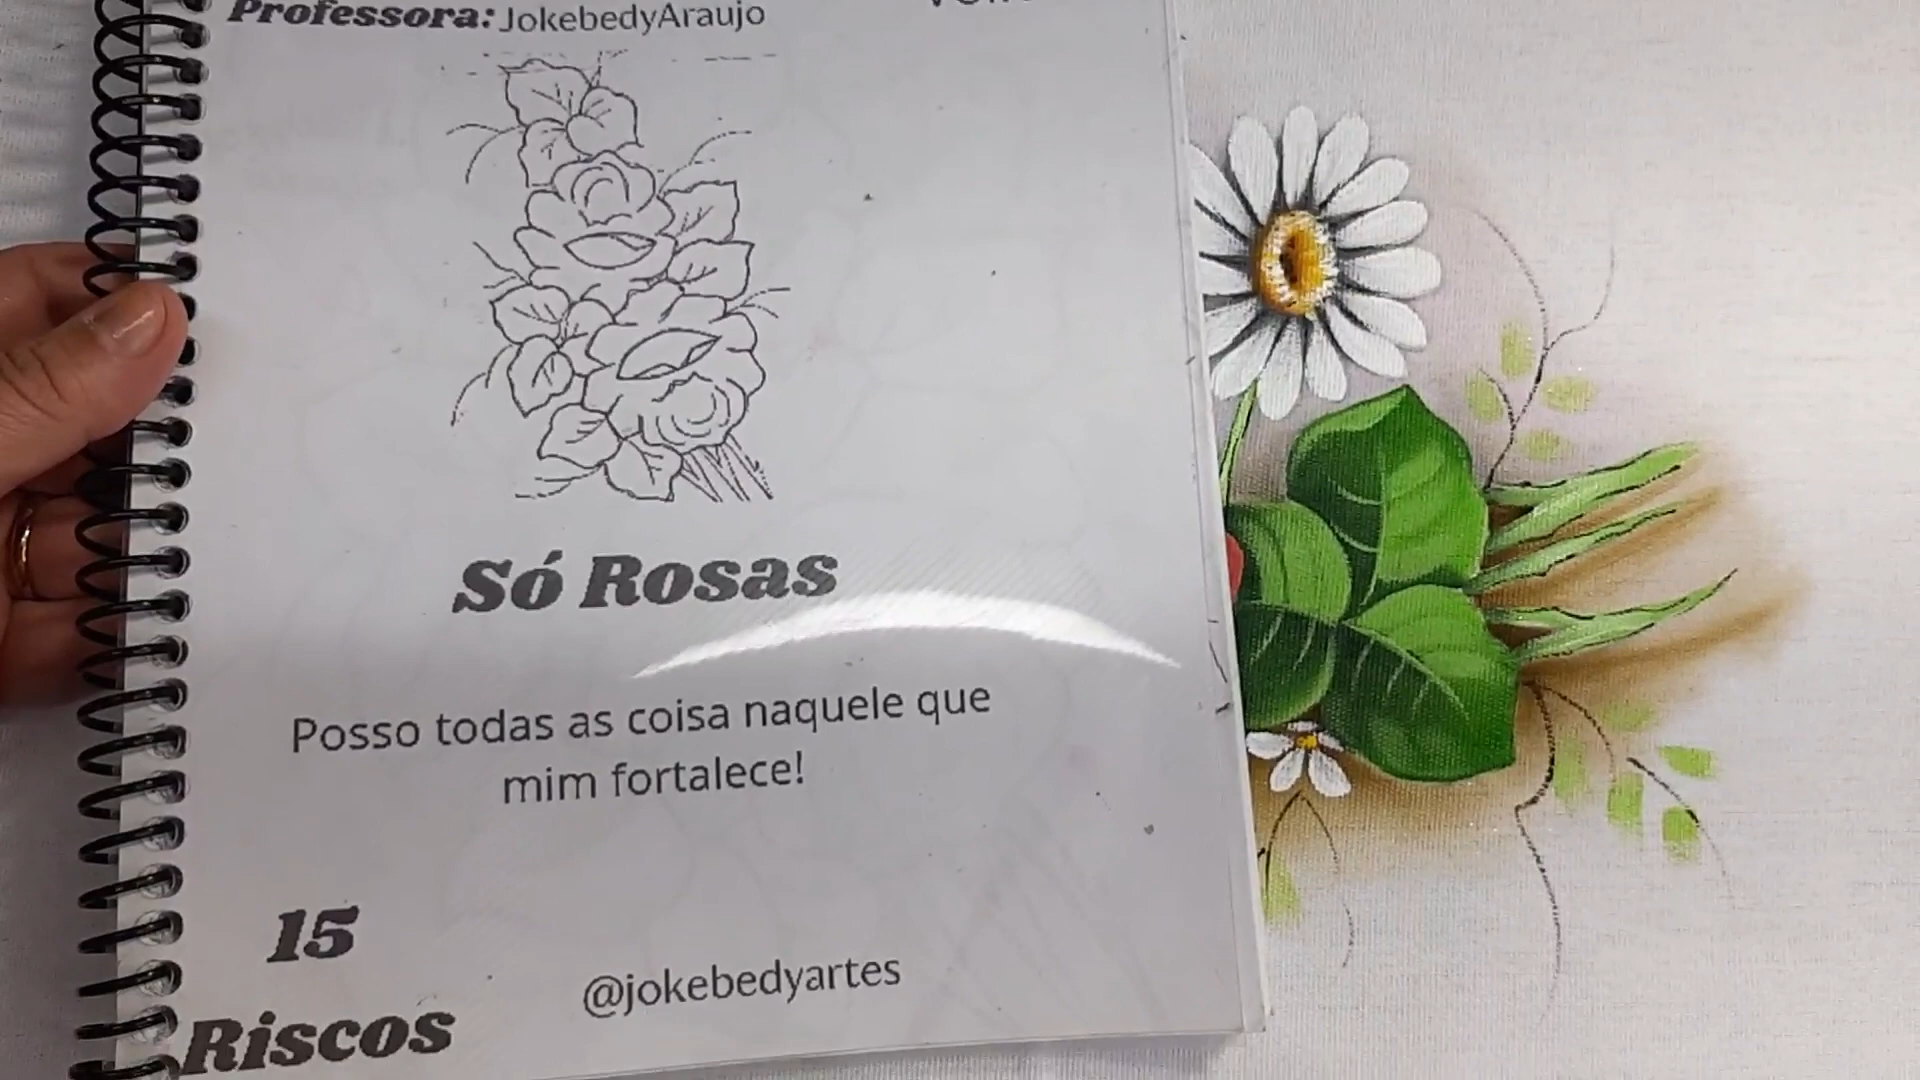 Professora: JokebedyAraujo
Só Rosas
Posso todas as coisa naquele que
mim fortalece!
15
Riscos
@jokebedyartes